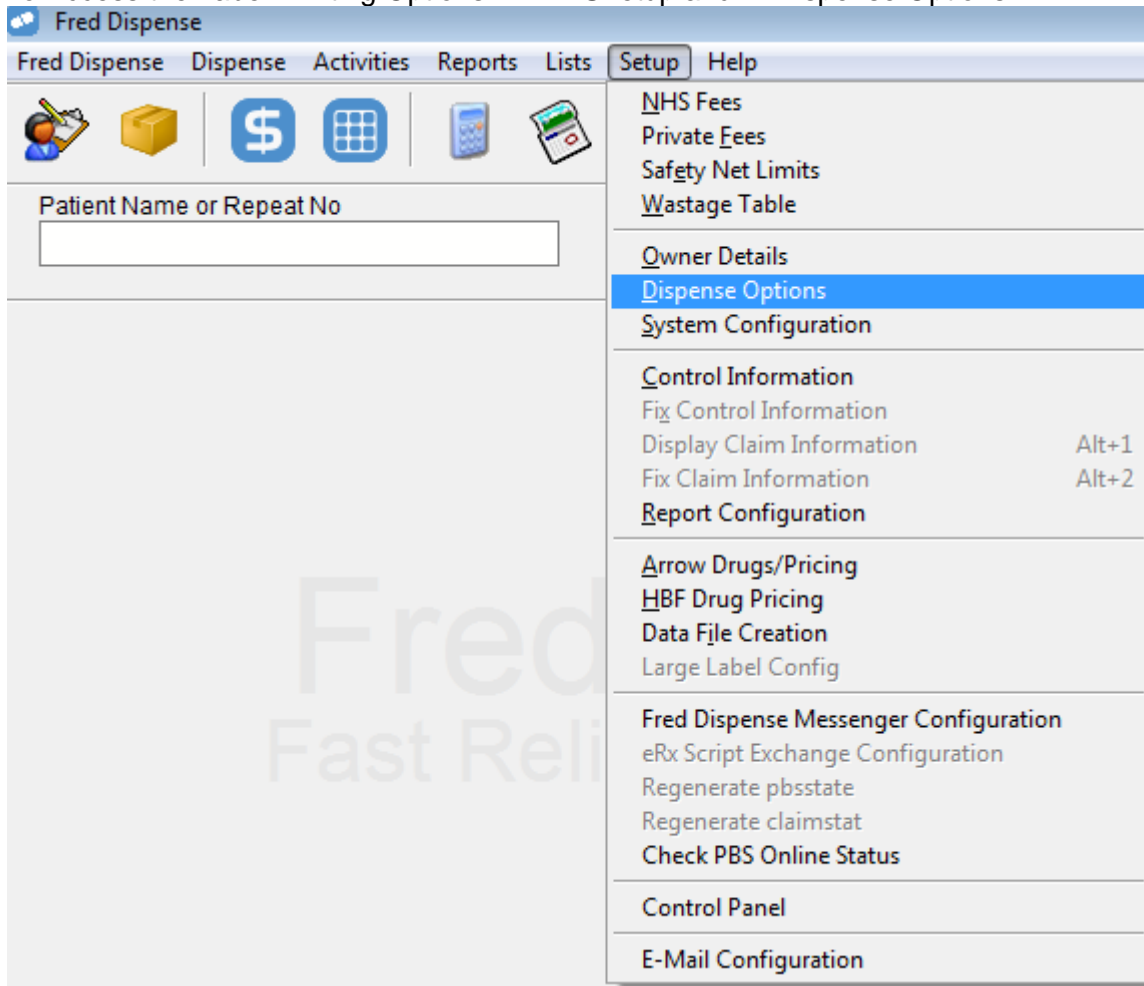 Fred Dispense
Fred Dispense Dispense Activities Reports Lists Setup Help
Patient Name or Repeat No
NHS Fees
Private Fees
Safety Net Limits
Wastage Table
Owner Details
Dispense Options
System Configuration
Control Information
Fix Control Information
Display Claim Information Alt+1
Fix Claim Information Alt+2
Report Configuration
Arrow Drugs/Pricing
HBF Drug Pricing
Data File Creation
Large Label Config
Fred Dispense Messenger Configuration
eRx Script Exchange Configuration
Regenerate pbsstate
Regenerate claimstat
Check PBS Online Status
Control Panel
E-Mail Configuration
Fred
Fast Reli